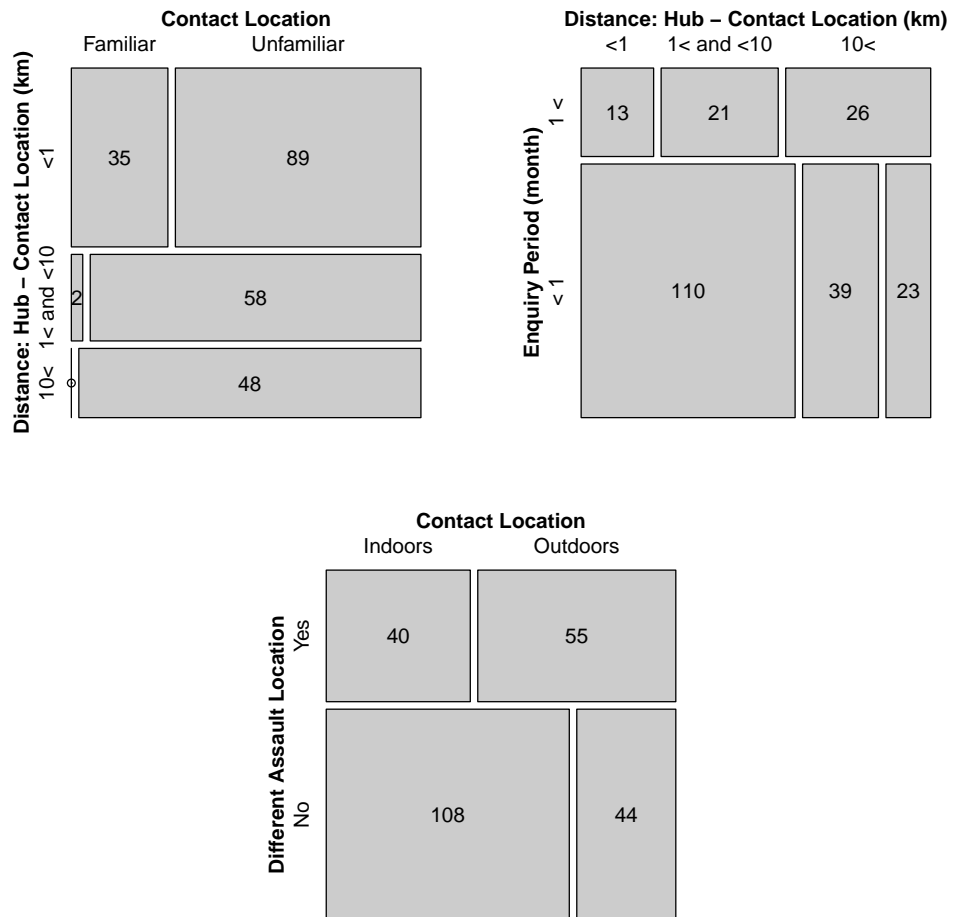 Contact Location
Familiar Unfamiliar
Distance: Hub – Contact Location (km)
<1
1< and <10
10<
35 89
2 58
48
Distance: Hub – Contact Location (km)
<1 1< and <10 10<
Enquiry Period (month)
1 <
< 1
13 21 26
110 39 23
Contact Location
Indoors Outdoors
Different Assault Location
Yes
No
40 55
108 44